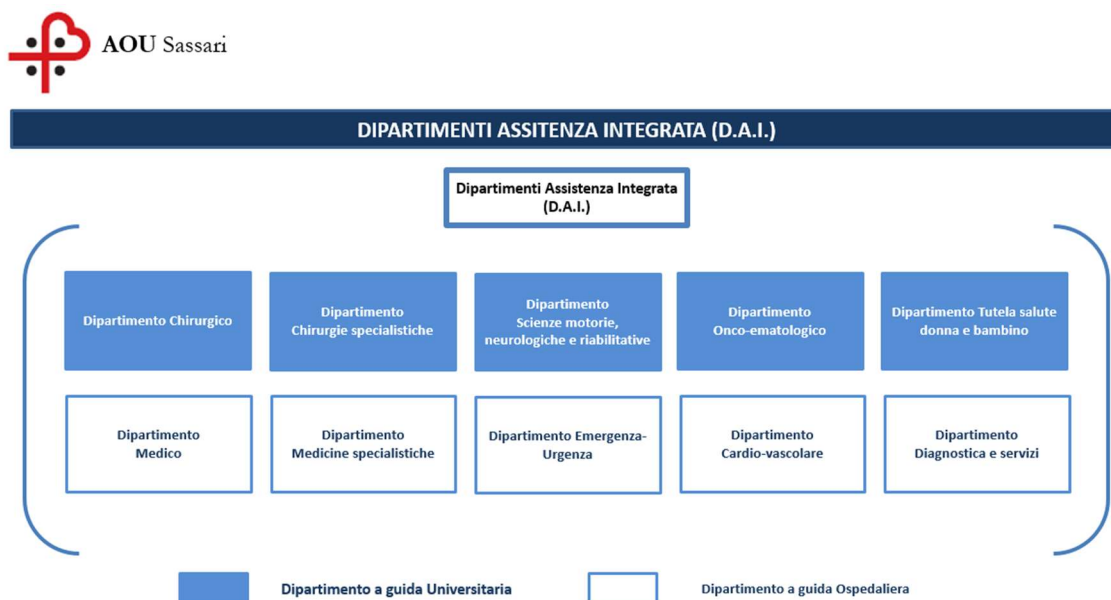 AOU Sassari
DIPARTIMENTI ASSITENZA INTEGRATA (D.A.I.)
Dipartimenti Assistenza Integrata
(D.A.I.)
Dipartimento Chirurgico
Dipartimento
Chirurgie specialistiche
Dipartimento
Scienze motorie,
neurologiche e riabilitative
Dipartimento
Onco-ematologico
Dipartimento Tutela salute
donna e bambino
Dipartimento
Medico
Dipartimento
Medicine specialistiche
Dipartimento Emergenza-
Urgenza
Dipartimento
Cardio-vascolare
Dipartimento
Diagnostica e servizi
Dipartimento a guida Universitaria
Dipartimento a guida Ospedaliera